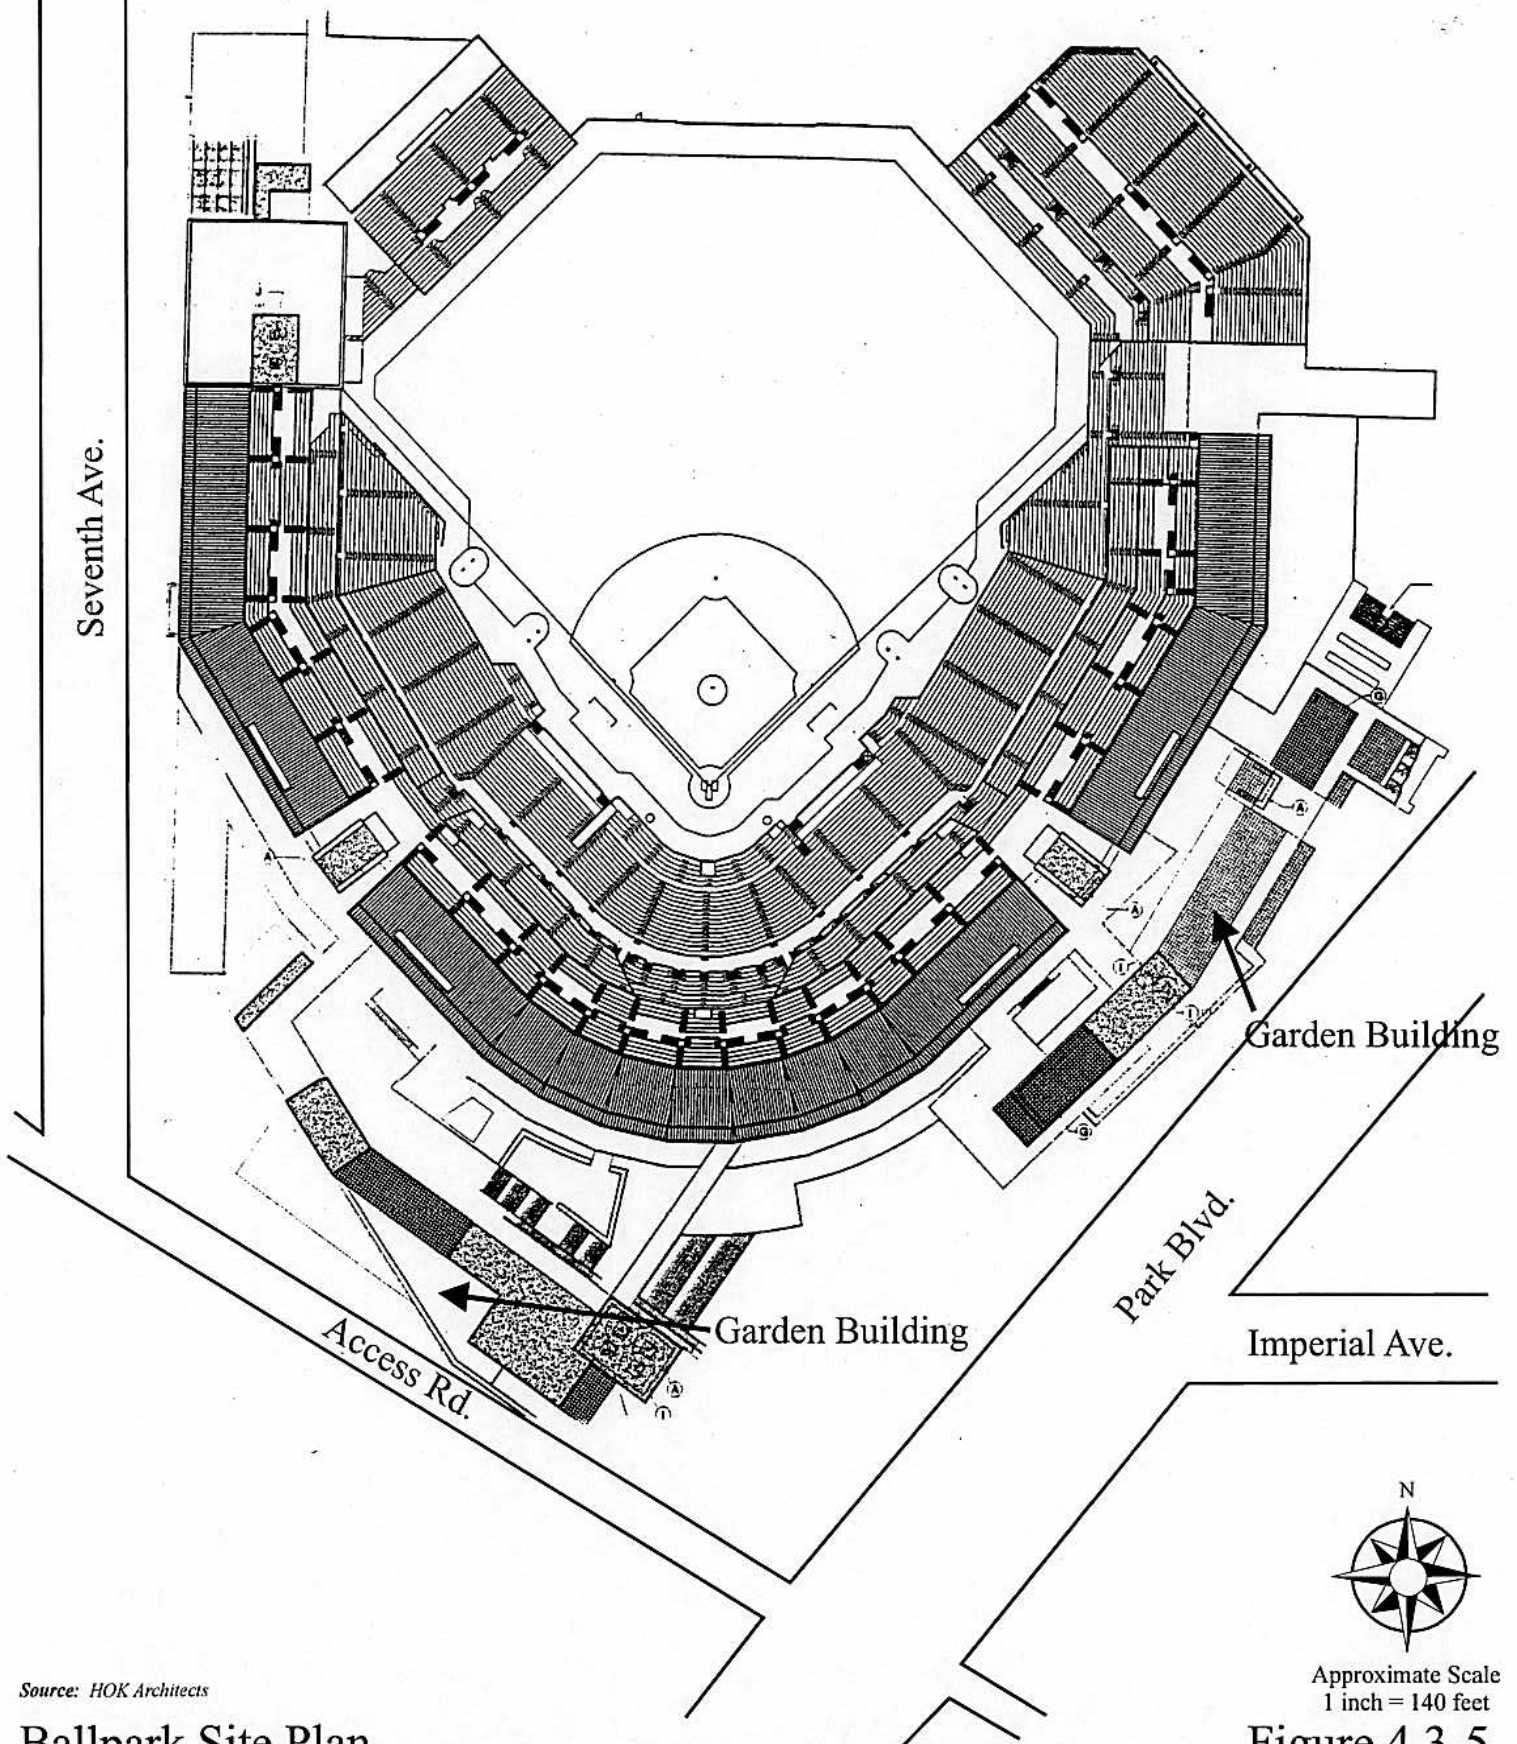 J
Seventh Ave.
G
A
A
A
I
Garden Building
I
G
Park Blvd.
Garden Building
Imperial Ave.
Access Rd.
A
I
N
Approximate Scale
1 inch = 140 feet
Source: HOK Architects
Ballpark Site Plan
Figure 4.3-5